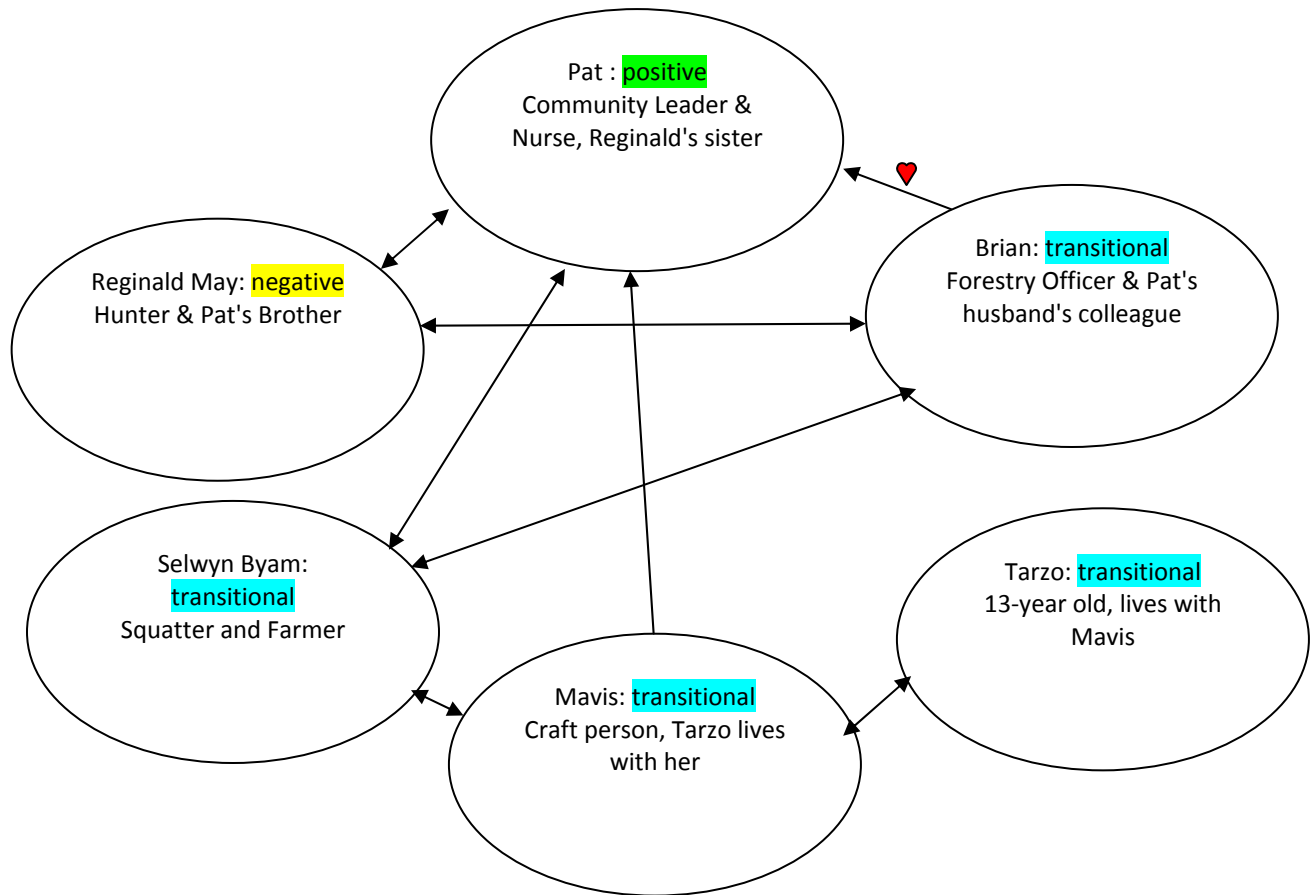 Pat : positive
Community Leader &
Nurse, Reginald's sister
Reginald May: negative
Hunter & Pat's Brother
Brian: transitional
Forestry Officer & Pat's
husband's colleague
Selwyn Byam:
transitional
Squatter and Farmer
Mavis: transitional
Craft person, Tarzo lives
with her
Tarzo: transitional
13-year old, lives with
Mavis